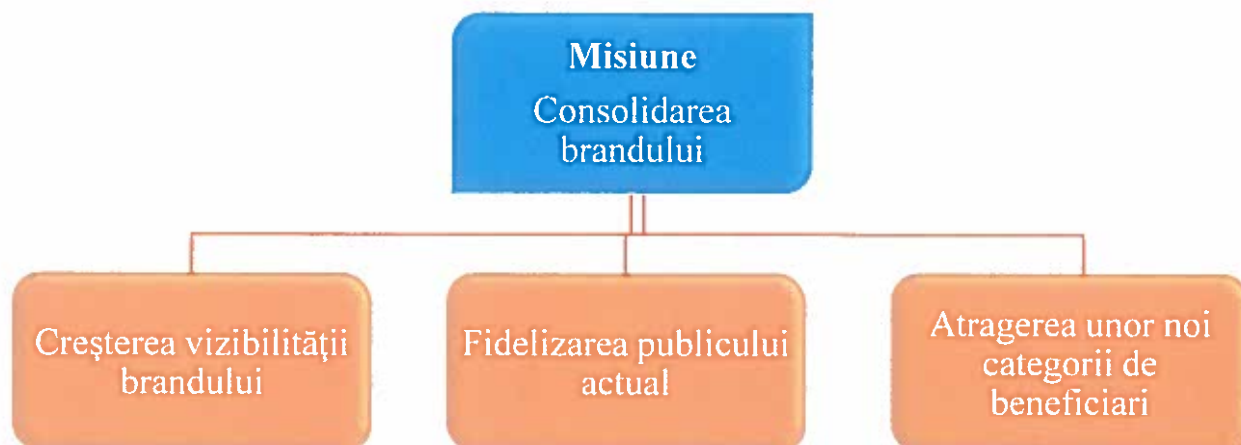 Misiune
Consolidarea
brandului
Creşterea vizibilităţii
brandului
Fidelizarea publicului
actual
Atragerea unor noi
categorii de
beneficiari